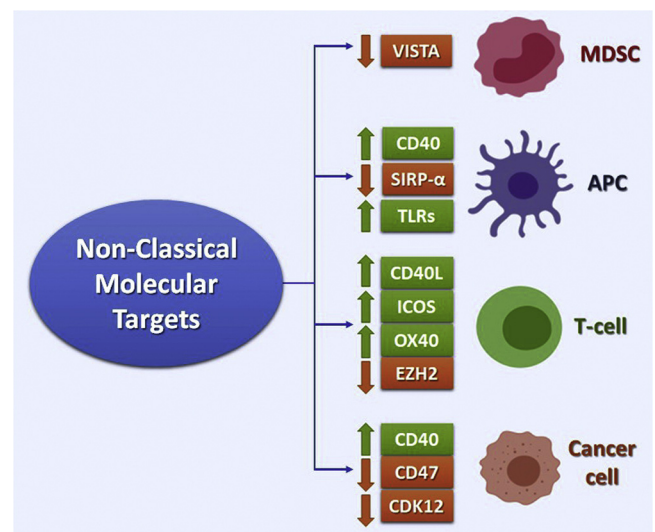 Non-Classical
Molecular
Targets
VISTA
MDSC
CD40
SIRP-α
TLRs
APC
CD40L
ICOS
OX40
EZH2
T-cell
CD40
CD47
CDK12
Cancer
cell